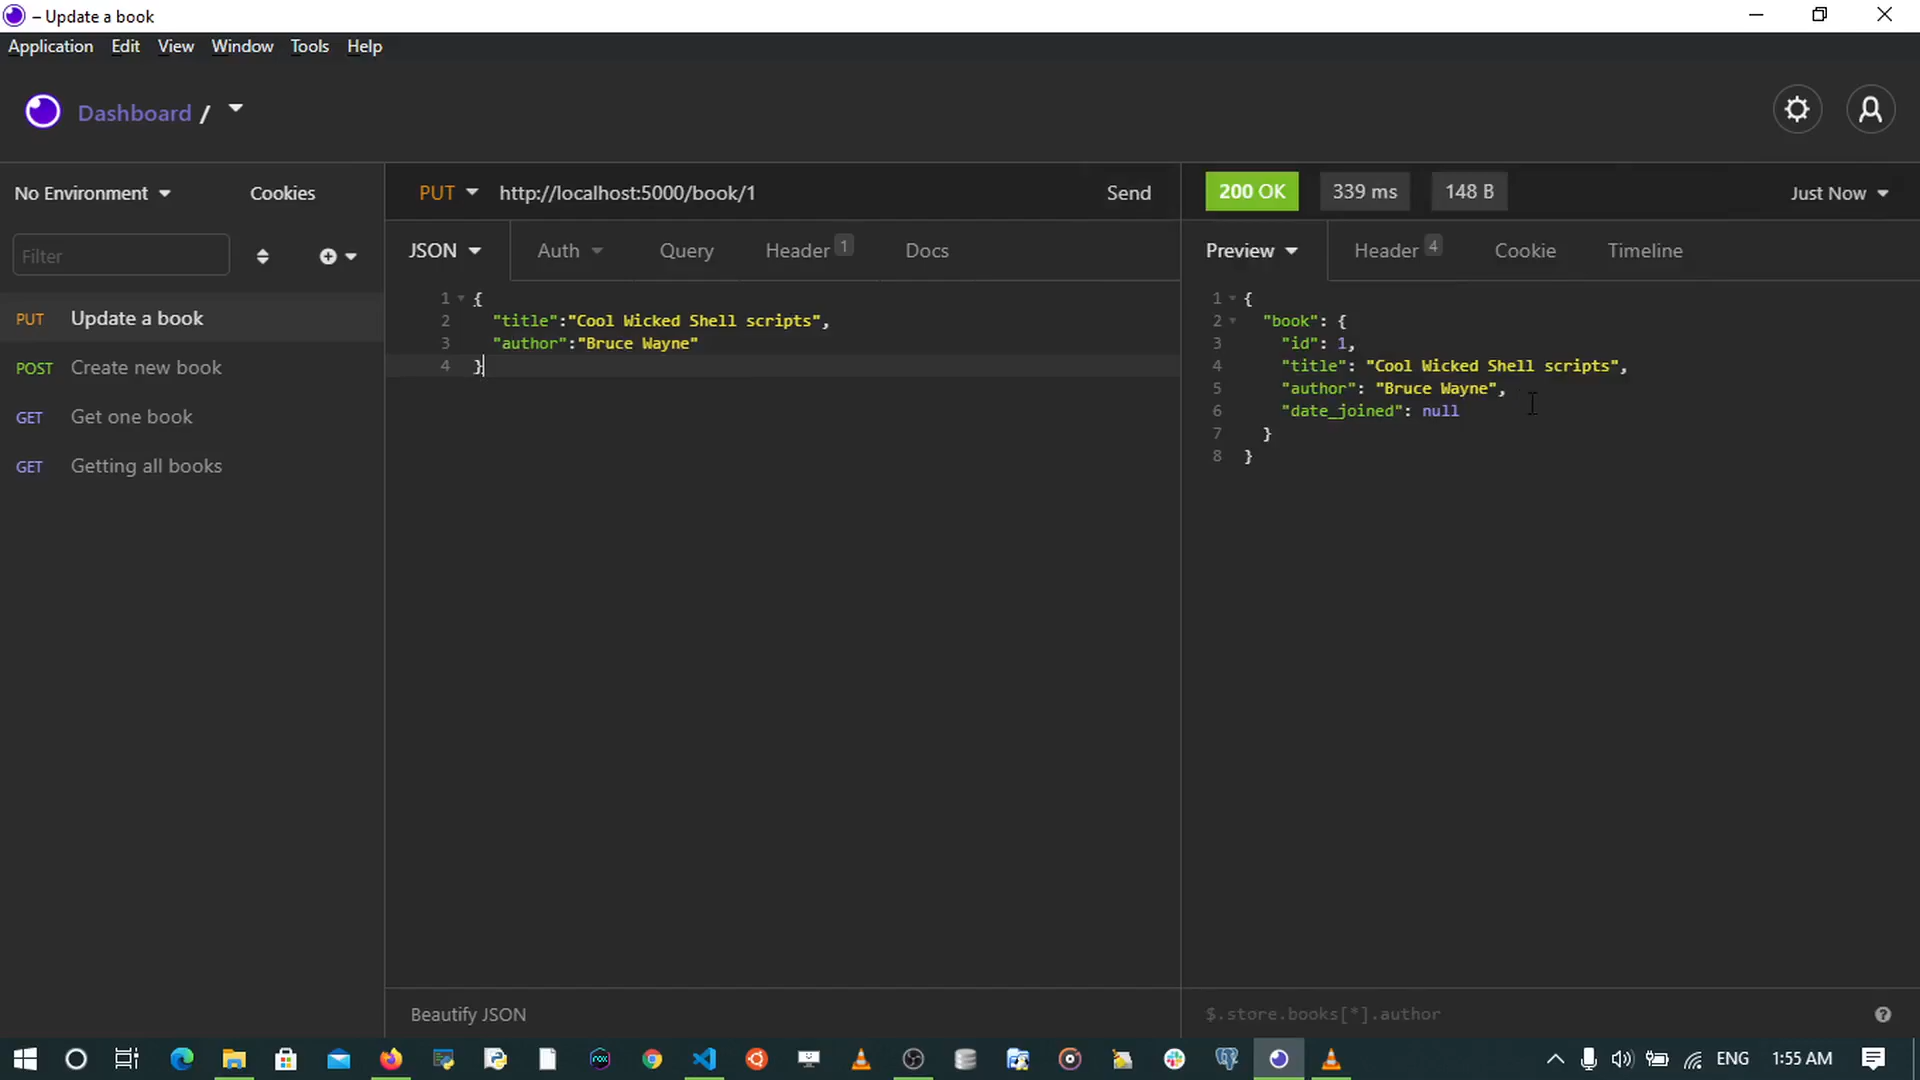 – Update a book
Application Edit View Window Tools Help
Dashboard /
No Environment Cookies
PUT http://localhost:5000/book/1 Send
200 OK 339 ms 148 B Just Now
Filter
JSON Auth Query Header 1 Docs
Preview Header 4 Cookie Timeline
PUT Update a book
POST Create new book
GET Get one book
GET Getting all books
1 {
2 "title":"Cool Wicked Shell scripts",
3 "author":"Bruce Wayne"
4 }
1 {
2 "book": {
3 "id": 1,
4 "title": "Cool Wicked Shell scripts",
5 "author": "Bruce Wayne",
6 "date_joined": null
7 }
8 }
Beautify JSON
$.store.books[*].author
ENG 1:55 AM